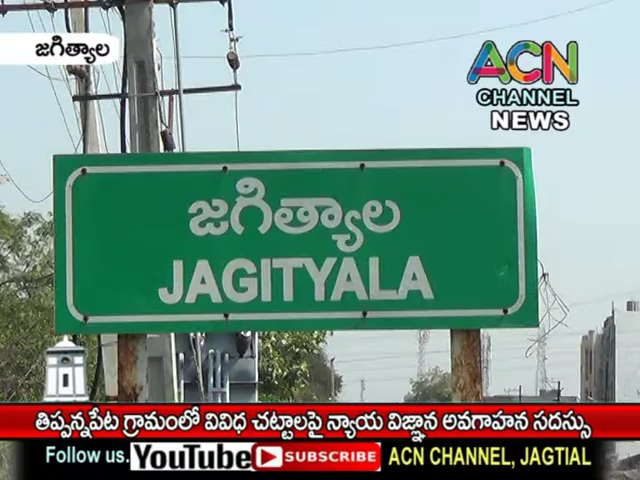 జగిత్యాల
ACN
CHANNEL
NEWS
జగిత్యాల
JAGITYALA
తిప్పన్నపేట గ్రామంలో వివిధ చట్టాలపై న్యాయ విజ్ఞాన అవగాహన సదస్సు
Follow us. YouTube SUBSCRIBE ACN CHANNEL, JAGTIAL